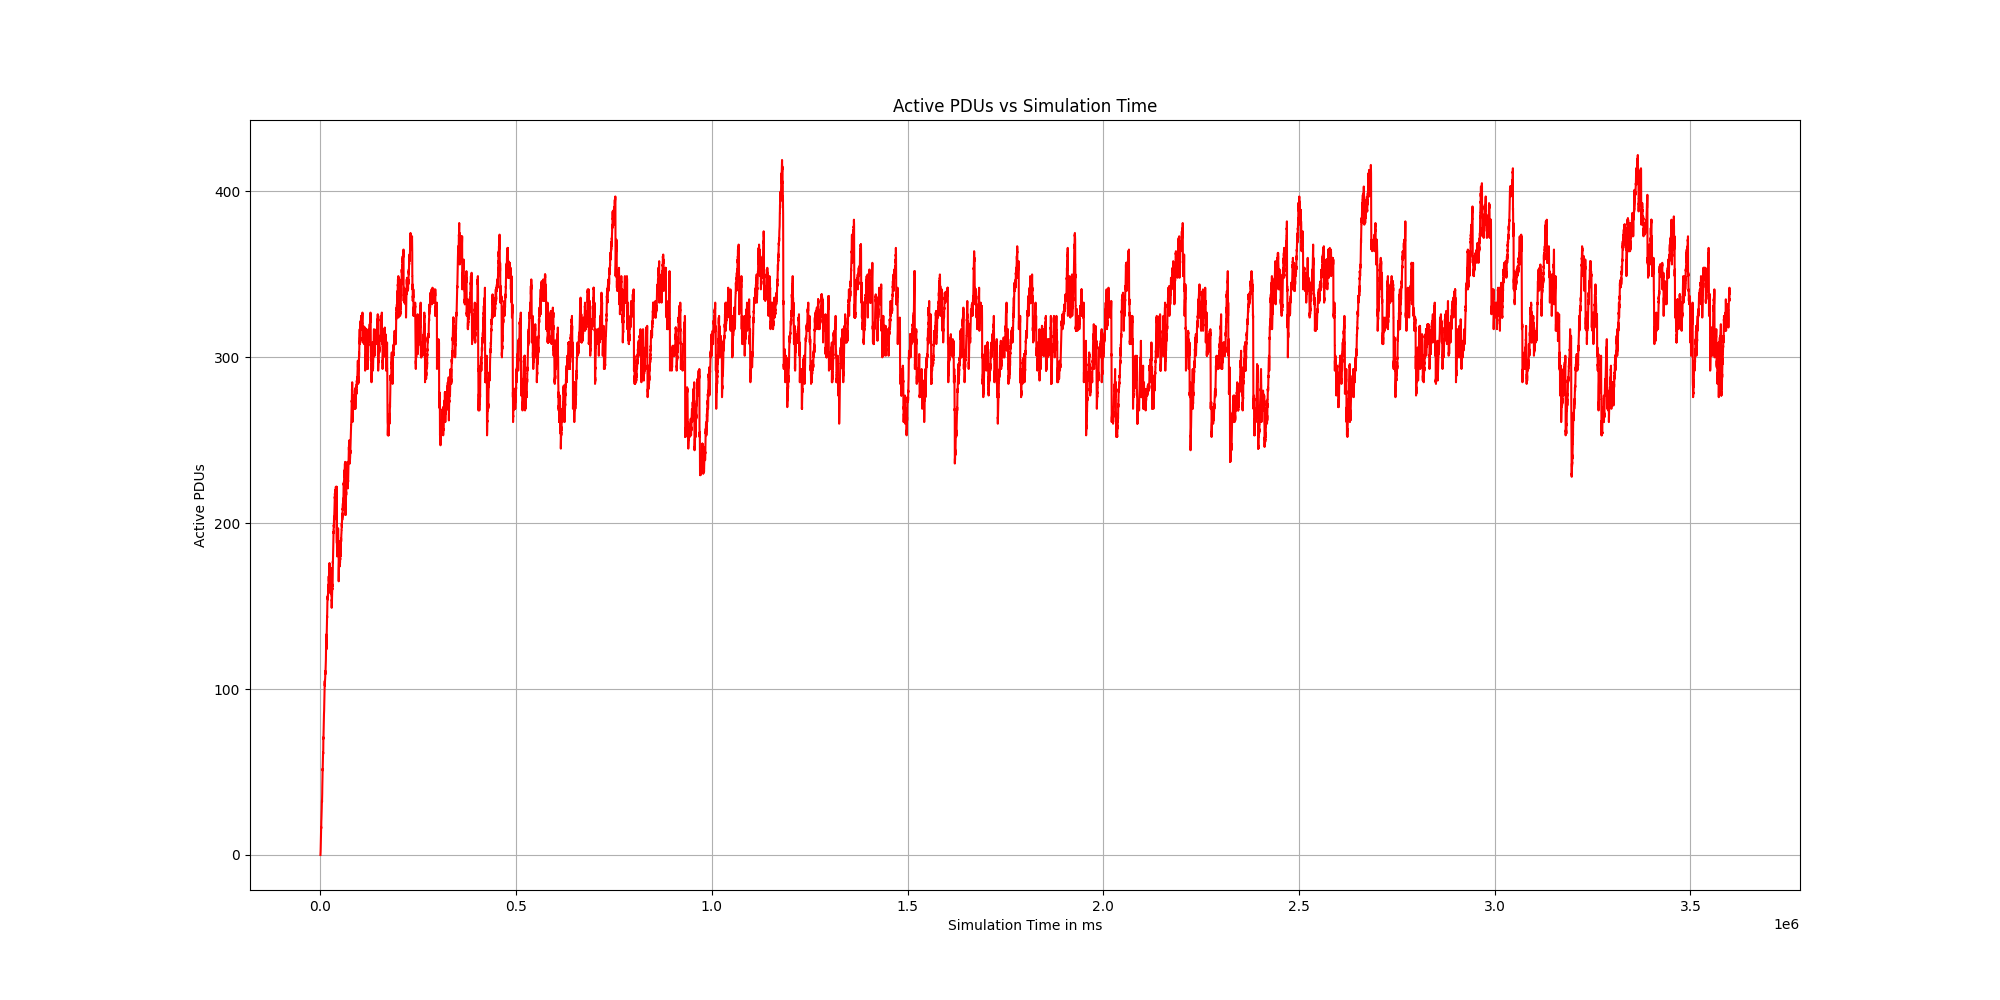 Active PDUs vs Simulation Time
400
300
200
100
0
Active PDUs
0.0 0.5 1.0 1.5 2.0 2.5 3.0 3.5
Simulation Time in ms
1e6